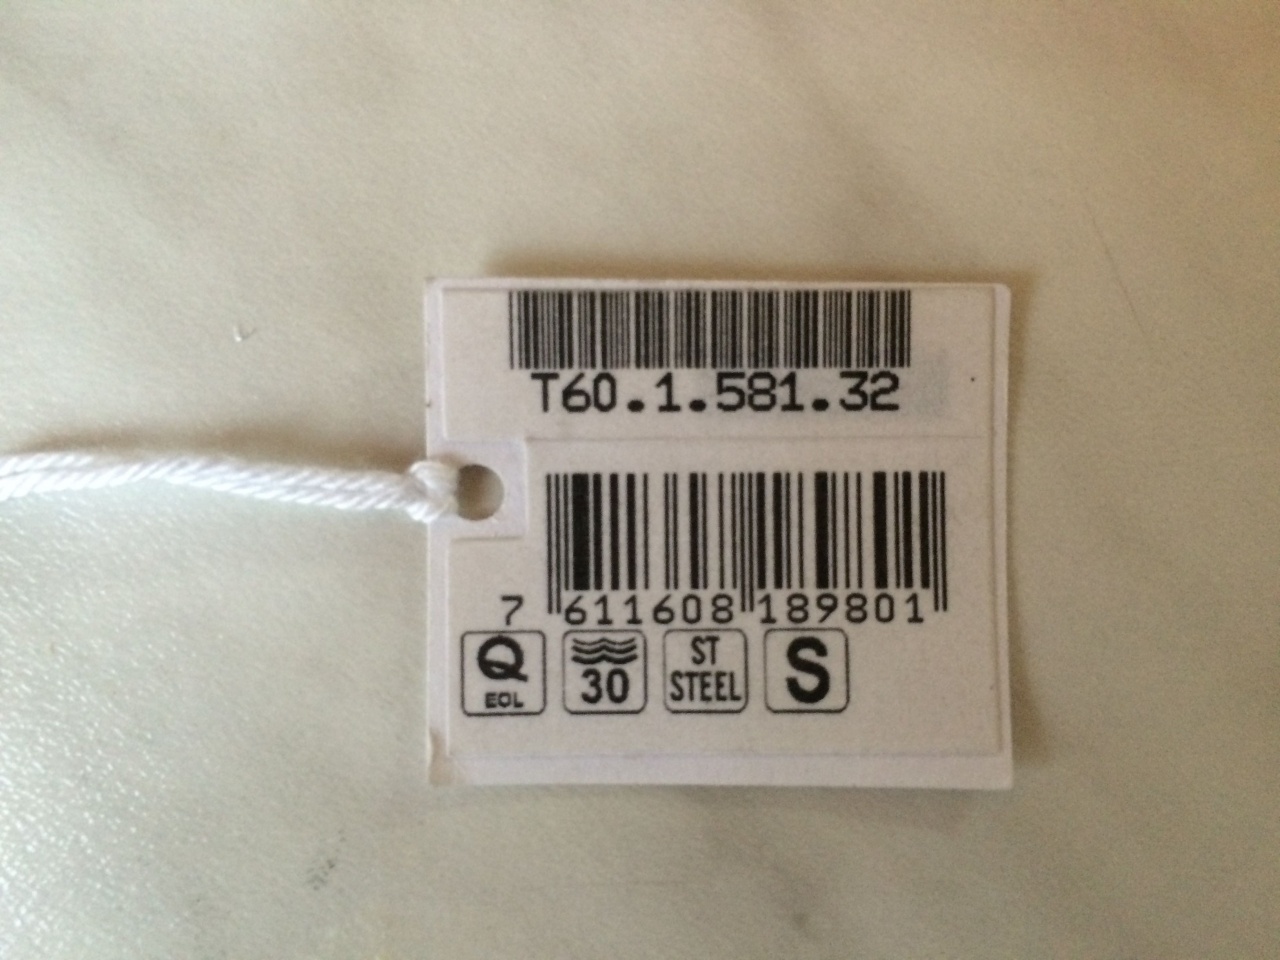 T60.1.581.32
7 611608 189801
Q
EOL
30
ST
STEEL
S